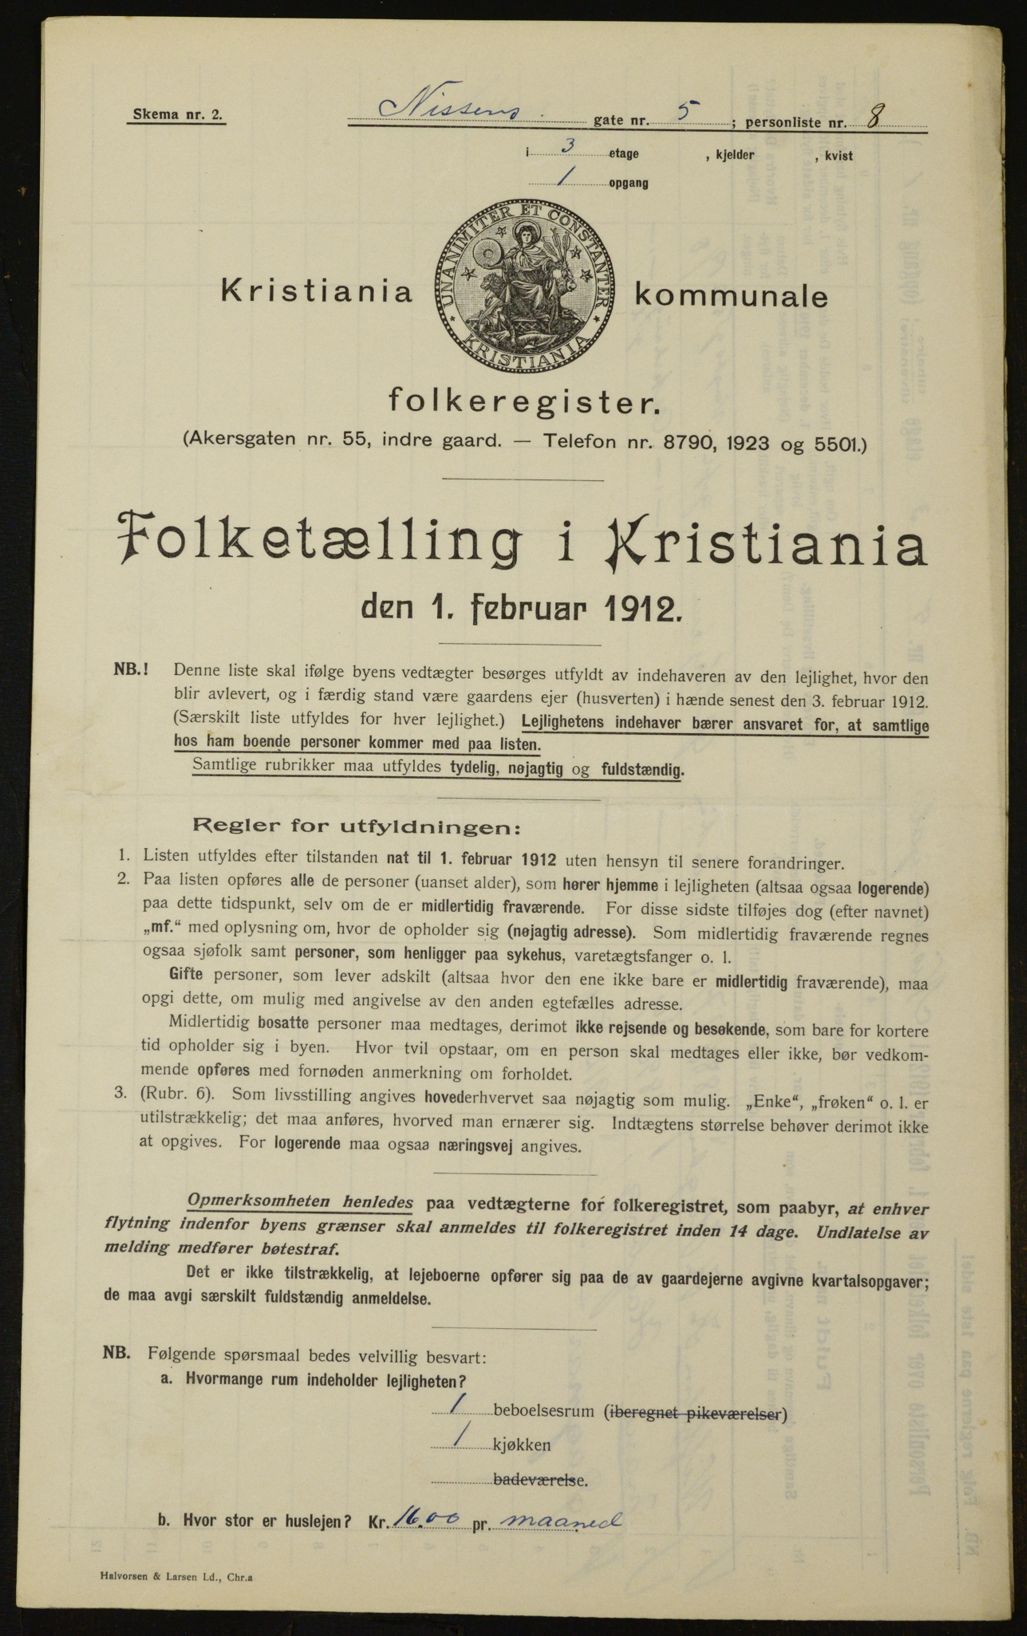 Skema nr. 2.
Nissens gate nr. 5 ; personliste nr. 8
i 3 etage , kjelder , kvist
1 opgang
UNANIMITER ET CONSTANTER
KRISTIANIA
Kristiania kommunale
folkeregister.
(Akersgaten nr. 55, indre gaard. — Telefon nr. 8790, 1923 og 5501.)
Folketælling i Kristiania
den 1. februar 1912.
NB.! Denne liste skal ifølge byens vedtægter besørges utfyldt av indehaveren av den lejlighet, hvor den
blir avlevert, og i færdig stand være gaardens ejer (husverten) i hænde senest den 3. februar 1912.
(Særskilt liste utfyldes for hver lejlighet.) Lejlighetens indehaver bærer ansvaret for, at samtlige
hos ham boende personer kommer med paa listen.
Samtlige rubrikker maa utfyldes tydelig, nøjagtig og fuldstændig.
Regler for utfyldningen:
1. Listen utfyldes efter tilstanden nat til 1. februar 1912 uten hensyn til senere forandringer.
2. Paa listen opføres alle de personer (uanset alder), som hører hjemme i lejligheten (altsaa ogsaa logerende)
paa dette tidspunkt, selv om de er midlertidig fraværende. For disse sidste tilføjes dog (efter navnet)
„mf.“ med oplysning om, hvor de opholder sig (nøjagtig adresse). Som midlertidig fraværende regnes
ogsaa sjøfolk samt personer, som henligger paa sykehus, varetægtsfanger o. l.
Gifte personer, som lever adskilt (altsaa hvor den ene ikke bare er midlertidig fraværende), maa
opgi dette, om mulig med angivelse av den anden egtefælles adresse.
Midlertidig bosatte personer maa medtages, derimot ikke rejsende og besøkende, som bare for kortere
tid opholder sig i byen. Hvor tvil opstaar, om en person skal medtages eller ikke, bør vedkom-
mende opføres med fornøden anmerkning om forholdet.
3. (Rubr. 6). Som livsstilling angives hovederhvervet saa nøjagtig som mulig. „Enke“, „frøken“ o. l. er
utilstrækkelig; det maa anføres, hvorved man ernærer sig. Indtægtens størrelse behøver derimot ikke
at opgives. For logerende maa ogsaa næringsvej angives.
Opmerksomheten henledes paa vedtægterne for folkeregistret, som paabyr, at enhver
flytning indenfor byens grænser skal anmeldes til folkeregistret inden 14 dage. Undlatelse av
melding medfører bøtestraf.
Det er ikke tilstrækkelig, at lejeboerne opfører sig paa de av gaardejerne avgivne kvartalsopgaver;
de maa avgi særskilt fuldstændig anmeldelse.
NB. Følgende spørsmaal bedes velvillig besvart:
a. Hvormange rum indeholder lejligheten?
1 beboelsesrum (iberegnet pikeværelser)
1 kjøkken
badeværelse.
b. Hvor stor er huslejen? Kr. 16.00 pr. maaned
Halvorsen & Larsen Ld., Chr.a